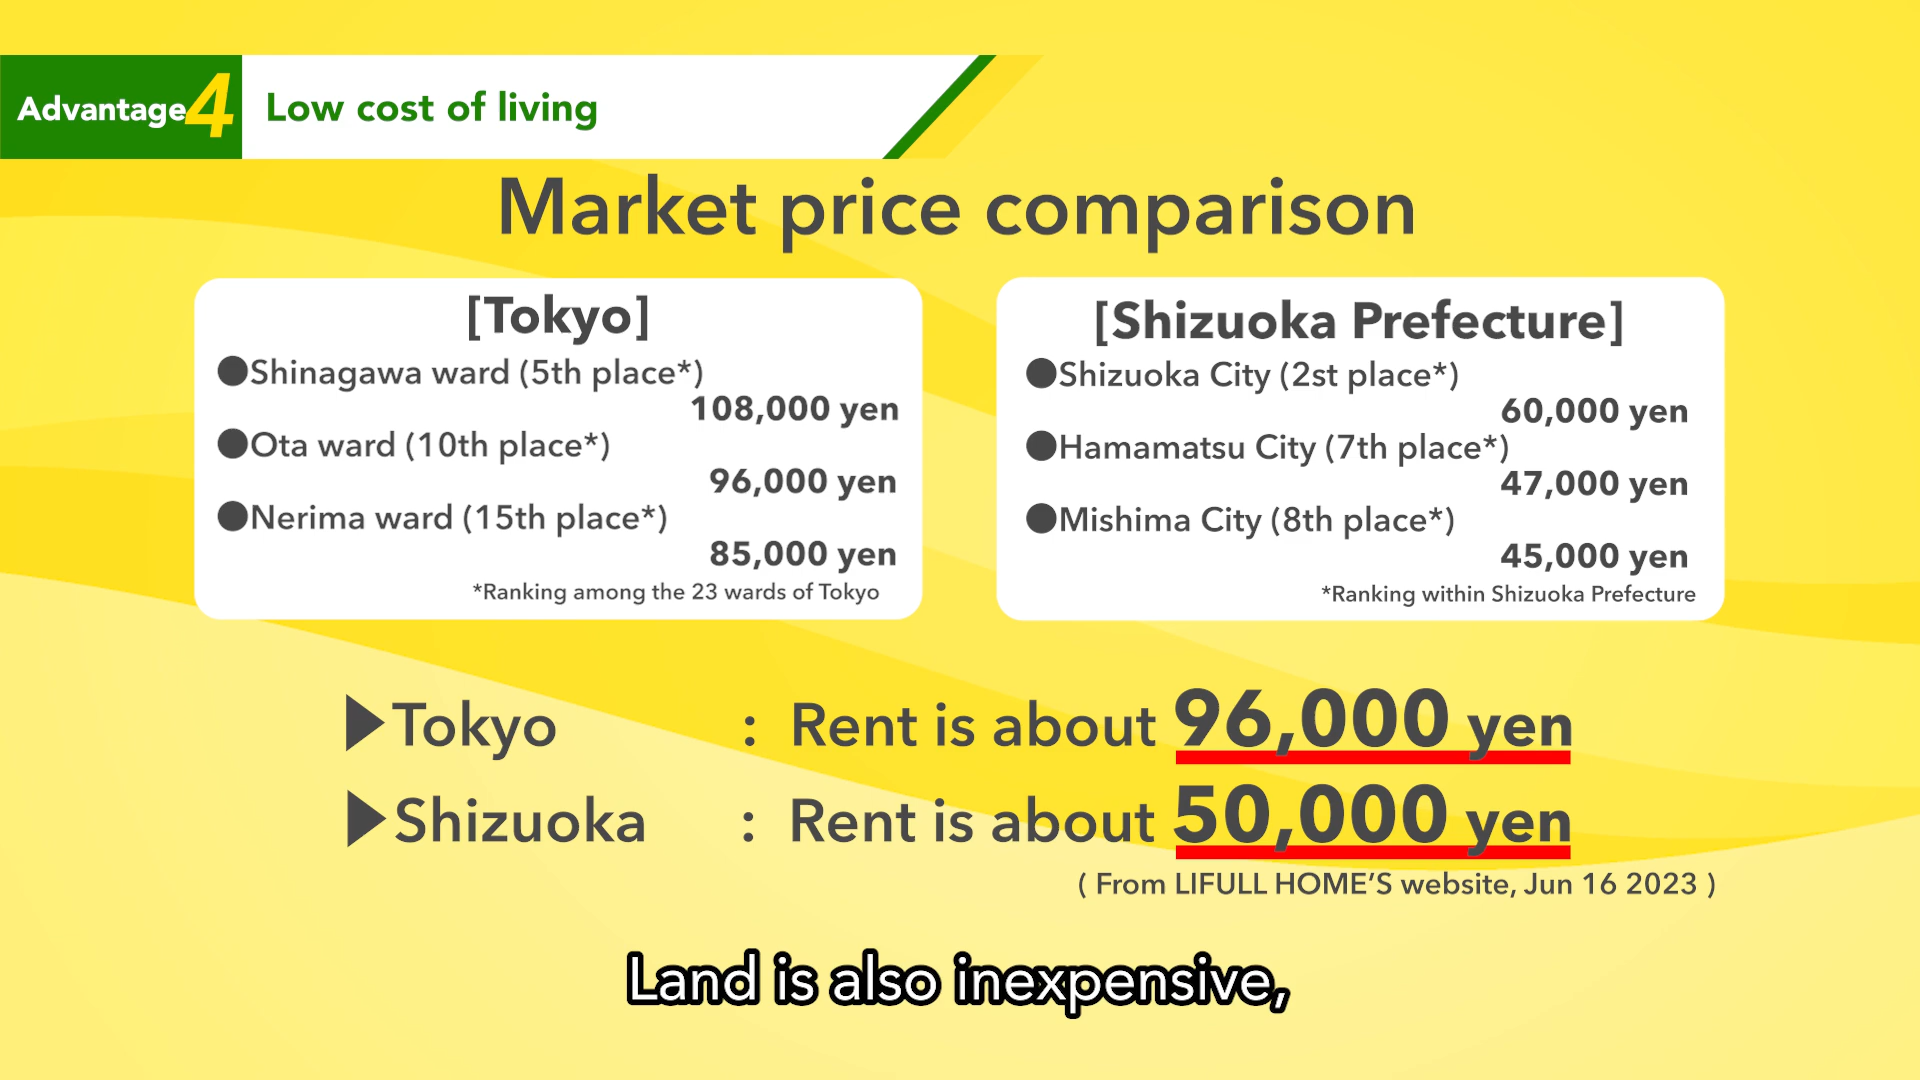 Advantage4
Low cost of living
Market price comparison
[Tokyo]
●Shinagawa ward (5th place*)
108,000 yen
●Ota ward (10th place*)
96,000 yen
●Nerima ward (15th place*)
85,000 yen
*Ranking among the 23 wards of Tokyo
[Shizuoka Prefecture]
●Shizuoka City (2st place*)
60,000 yen
●Hamamatsu City (7th place*)
47,000 yen
●Mishima City (8th place*)
45,000 yen
*Ranking within Shizuoka Prefecture
▶Tokyo : Rent is about 96,000 yen
▶Shizuoka : Rent is about 50,000 yen
( From LIFULL HOME’S website, Jun 16 2023 )
Land is also inexpensive,